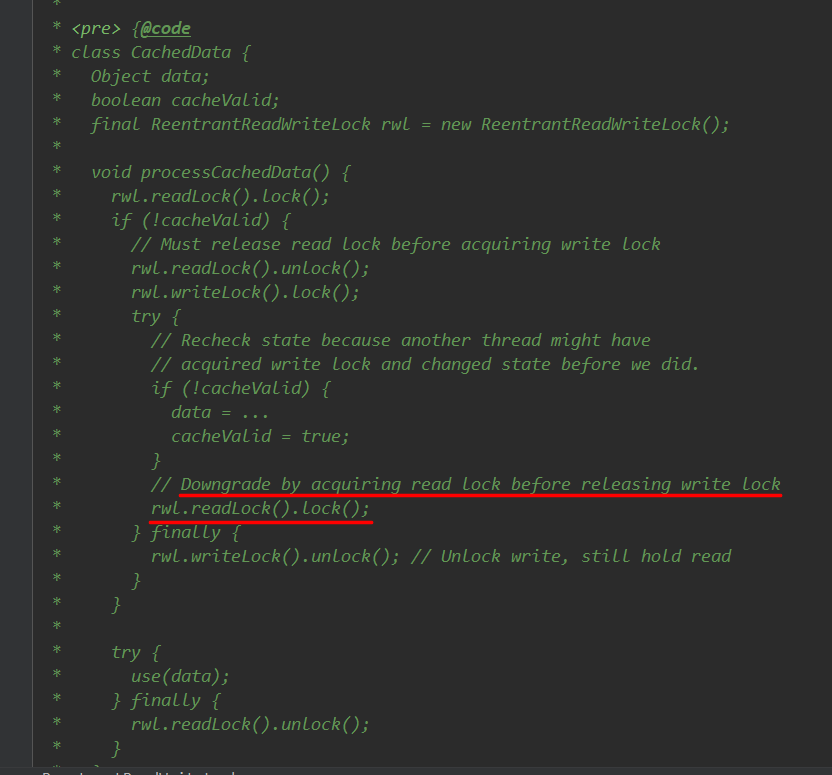 *
* <pre> {@code
* class CachedData {
*   Object data;
*   boolean cacheValid;
*   final ReentrantReadWriteLock rwl = new ReentrantReadWriteLock();
*
*   void processCachedData() {
*     rwl.readLock().lock();
*     if (!cacheValid) {
*       // Must release read lock before acquiring write lock
*       rwl.readLock().unlock();
*       rwl.writeLock().lock();
*       try {
*         // Recheck state because another thread might have
*         // acquired write lock and changed state before we did.
*         if (!cacheValid) {
*           data = ...
*           cacheValid = true;
*         }
*         // Downgrade by acquiring read lock before releasing write lock
*         rwl.readLock().lock();
*       } finally {
*         rwl.writeLock().unlock(); // Unlock write, still hold read
*       }
*     }
*
*     try {
*       use(data);
*     } finally {
*       rwl.readLock().unlock();
*     }
*   }